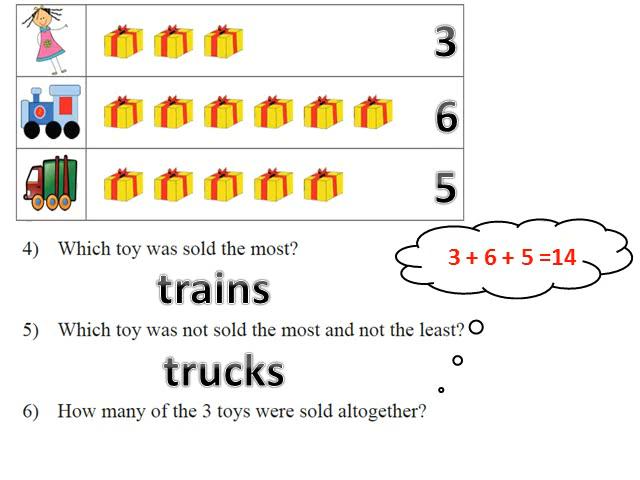 3
6
5
4) Which toy was sold the most?
3 + 6 + 5 =14
trains
5) Which toy was not sold the most and not the least?
trucks
6) How many of the 3 toys were sold altogether?